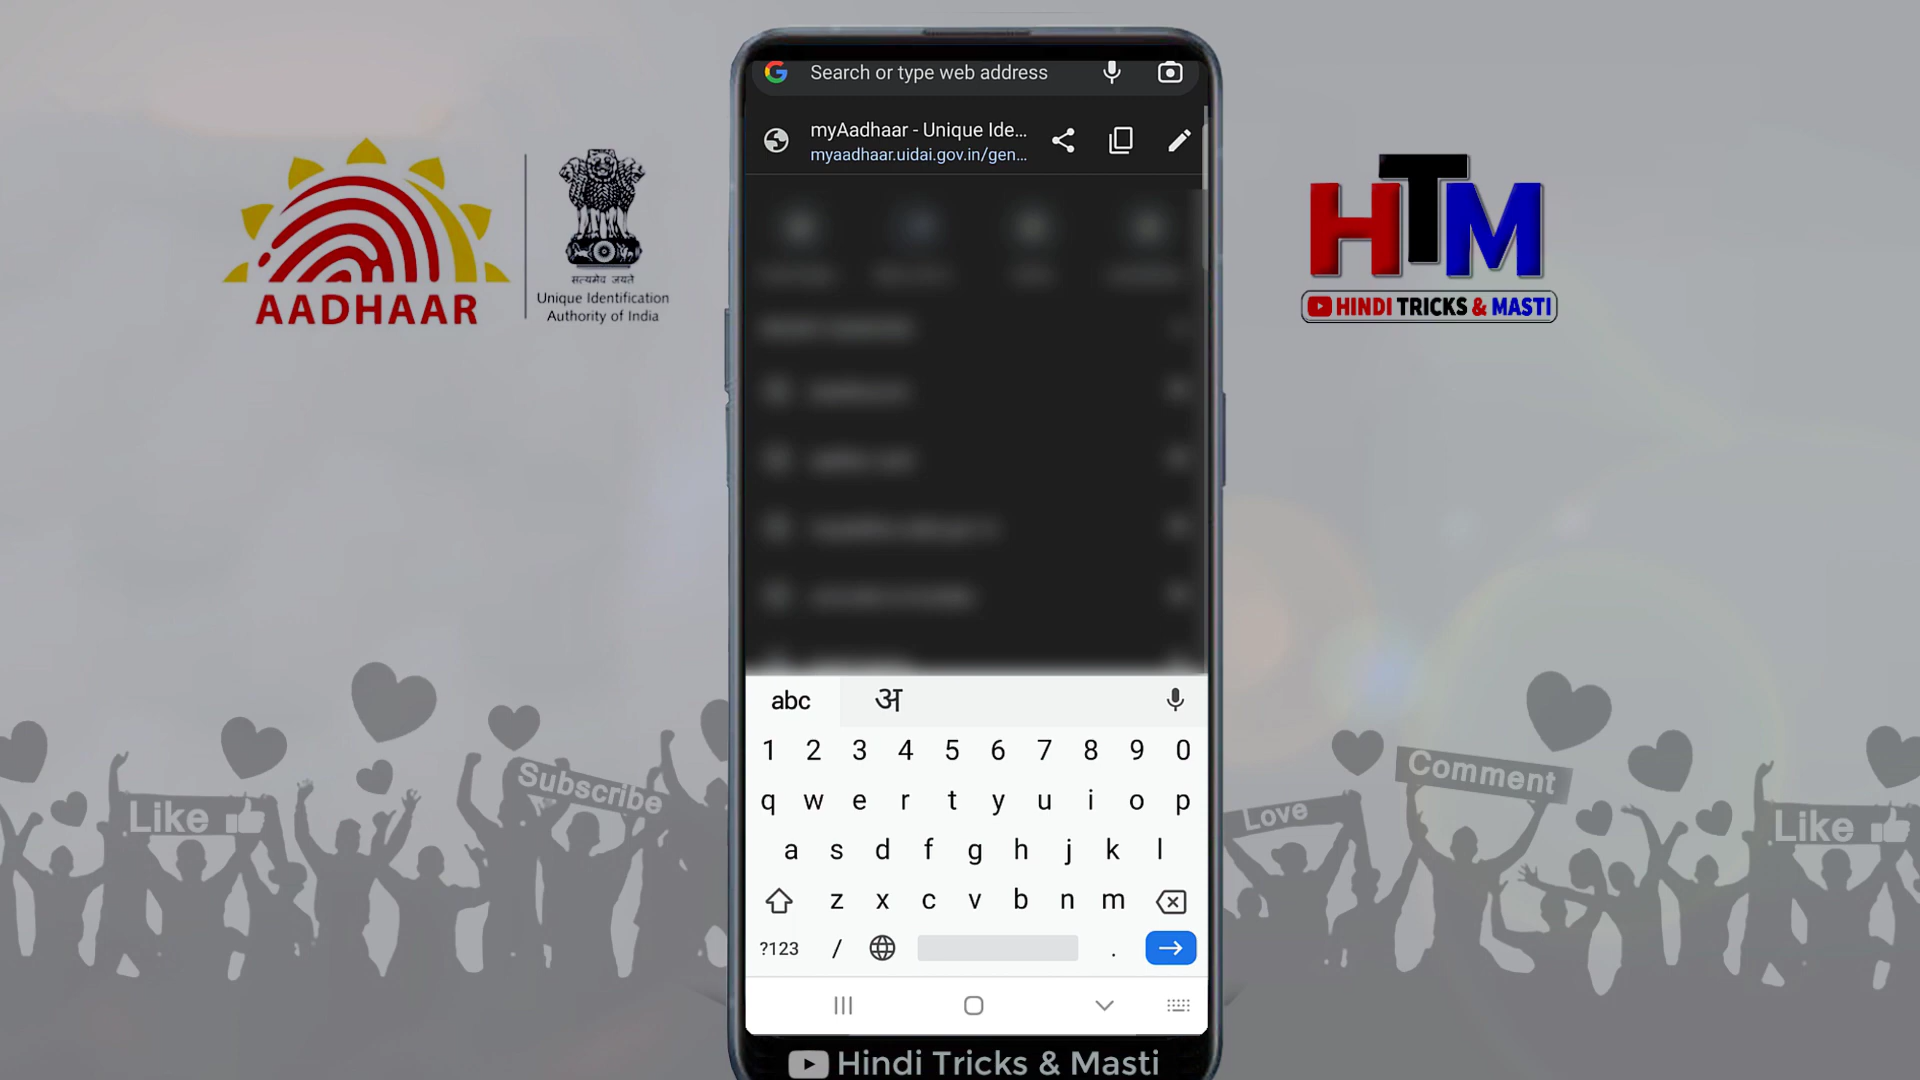 Search or type web address
myAadhaar - Unique Ide...
myaadhaar.uidai.gov.in/gen...
AADHAAR
सत्यमेव जयते
Unique Identification
Authority of India
HTM
HINDI TRICKS & MASTI
abc अ
1 2 3 4 5 6 7 8 9 0
q w e r t y u i o p
a s d f g h j k l
z x c v b n m
?123 / .
Like
Subscribe
Love
Comment
Like
Hindi Tricks & Masti